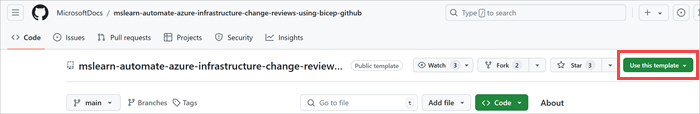 MicrosoftDocs / mslearn-automate-azure-infrastructure-change-reviews-using-bicep-github
Type / to search
Code Issues Pull requests Projects Security Insights
mslearn-automate-azure-infrastructure-change-review... Public template Watch 3 Fork 2 Star 3 Use this template
main Branches Tags Go to file t Add file Code About